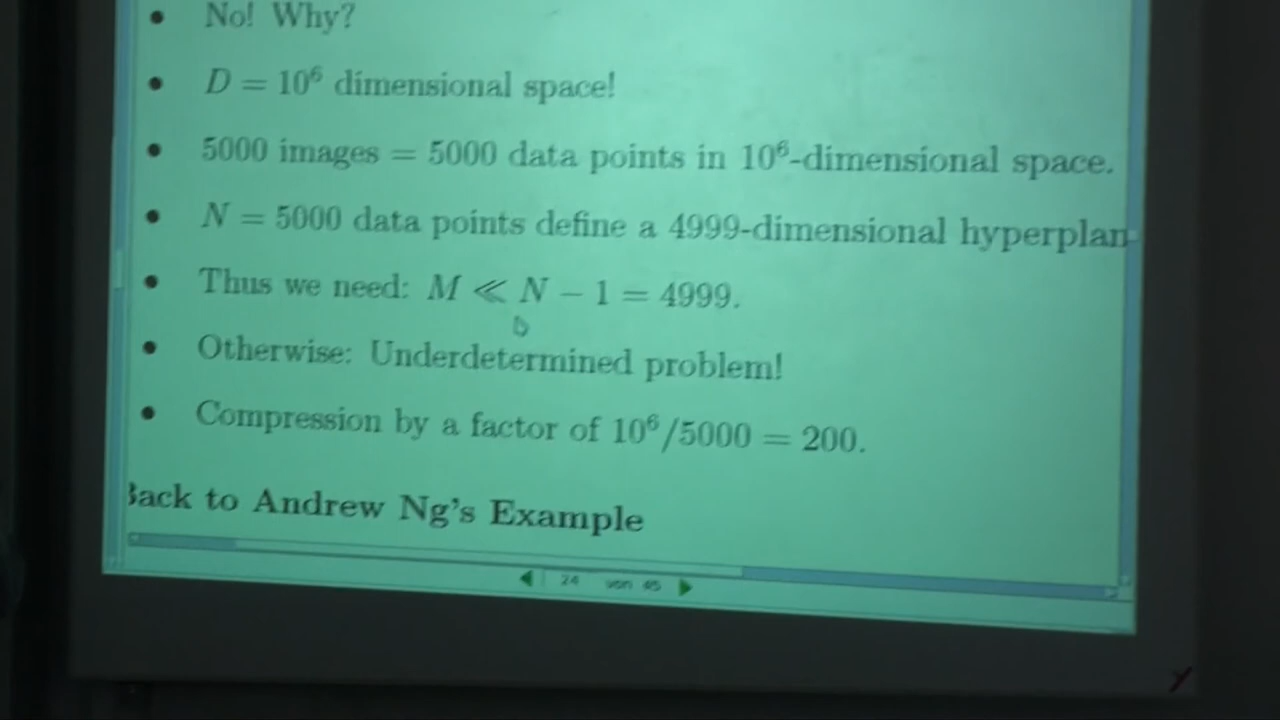 • No! Why?
• D = 10⁶ dimensional space!
• 5000 images = 5000 data points in 10⁶-dimensional space.
• N = 5000 data points define a 4999-dimensional hyperplan
• Thus we need: M ≪ N − 1 = 4999.
• Otherwise: Underdetermined problem!
• Compression by a factor of 10⁶/5000 = 200.
Back to Andrew Ng's Example
24 von 45